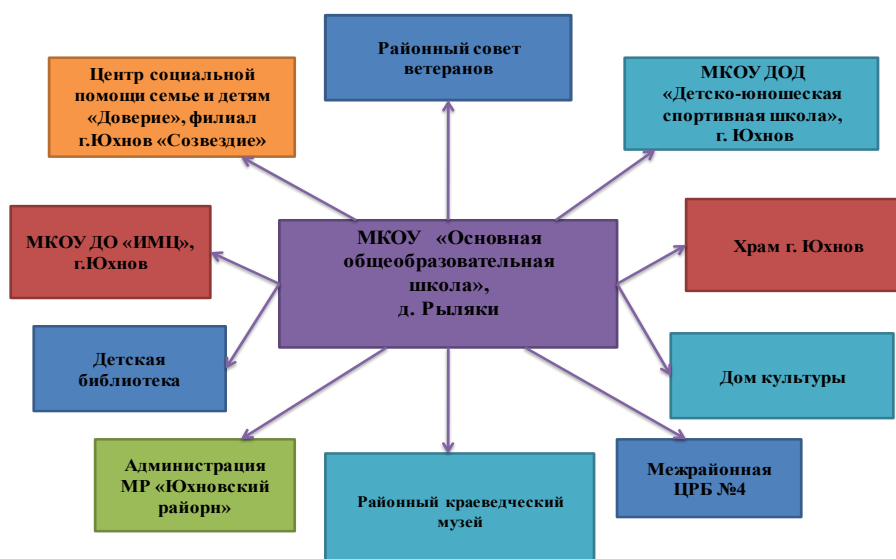 Районный совет
ветеранов
Центр социальной
помощи семье и детям
«Доверие», филиал
г.Юхнов «Созвездие»
МКОУ ДОД
«Детско-юношеская
спортивная школа»,
г. Юхнов
МКОУ ДО «ИМЦ»,
г.Юхнов
МКОУ «Основная
общеобразовательная
школа»,
д. Рыляки
Храм г. Юхнов
Детская
библиотека
Дом культуры
Администрация
МР «Юхновский
райорн»
Районный краеведческий
музей
Межрайонная
ЦРБ №4